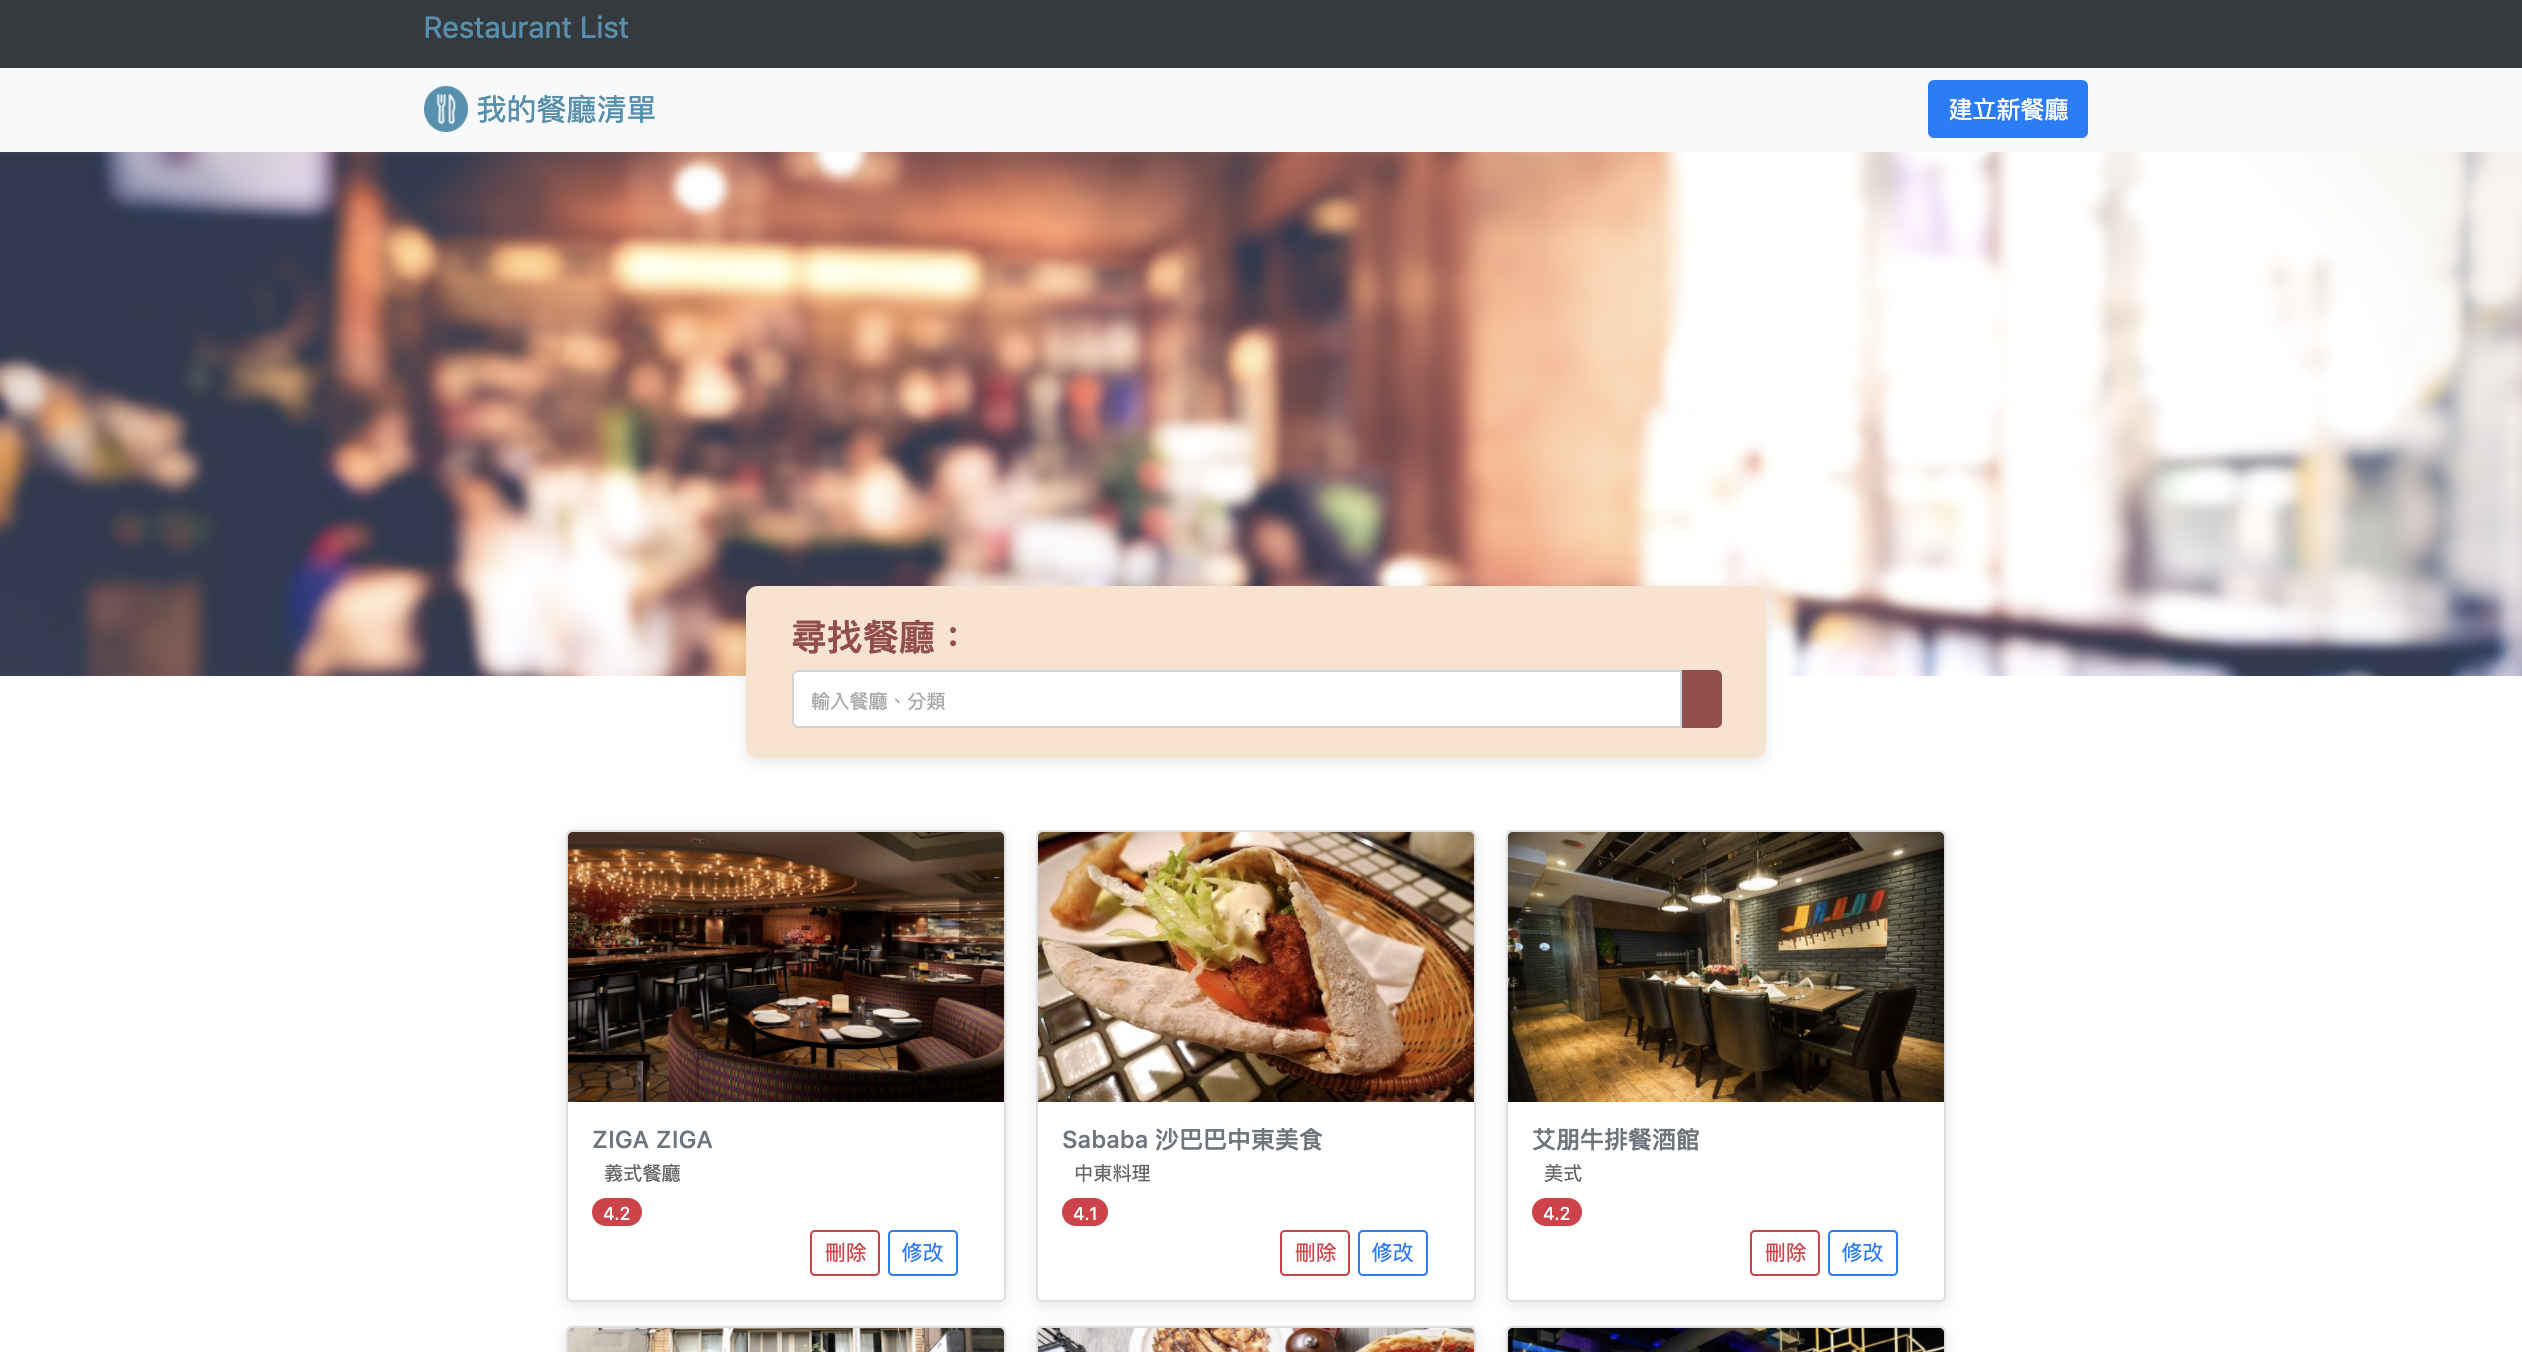 Restaurant List
我的餐廳清單
建立新餐廳
尋找餐廳：
輸入餐廳、分類
ZIGA ZIGA
義式餐廳
4.2
刪除 修改
Sababa 沙巴巴中東美食
中東料理
4.1
刪除 修改
艾朋牛排餐酒館
美式
4.2
刪除 修改